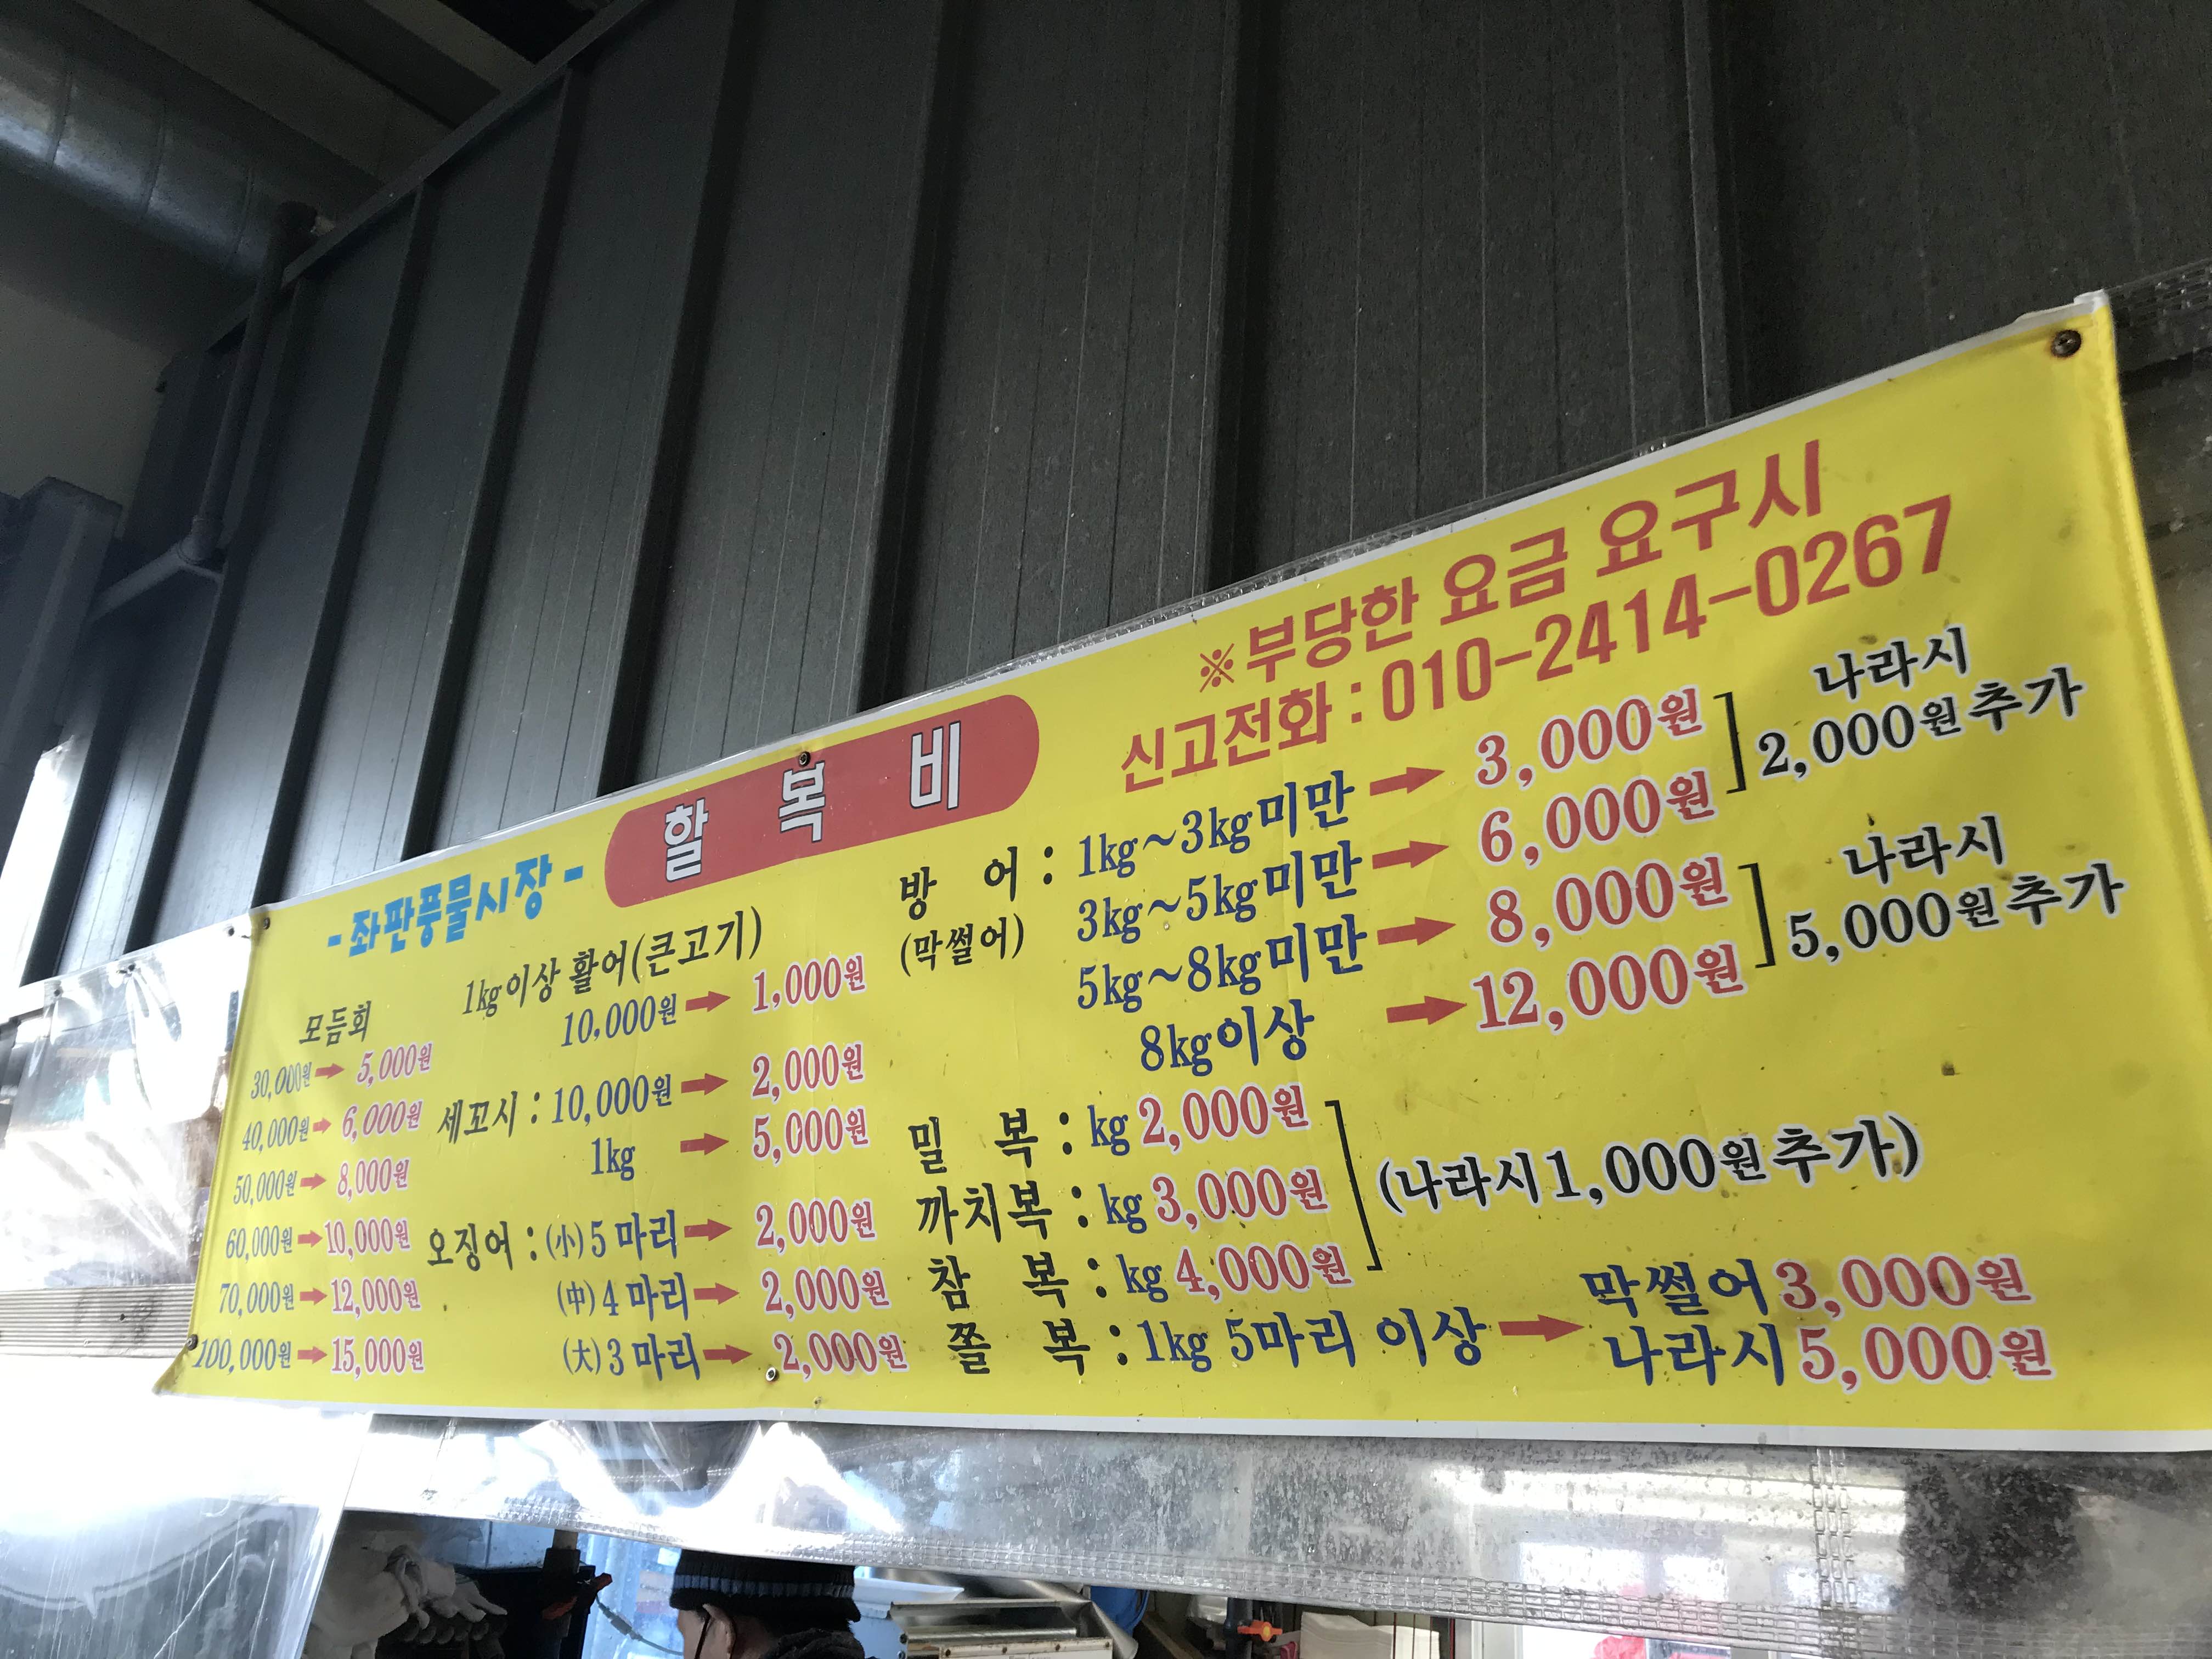 -좌판풍물시장-
할 복 비
※부당한 요금 요구시
신고전화 : 010-2414-0267
모듬회
30,000원➡5,000원
40,000원➡6,000원
50,000원➡8,000원
60,000원➡10,000원
70,000원➡12,000원
100,000원➡15,000원
1kg이상 활어(큰고기)
10,000원➡1,000원
세꼬시 : 10,000원➡2,000원
1kg ➡5,000원
오징어 : (小)5 마리➡2,000원
(中)4 마리➡2,000원
(大)3 마리➡2,000원
방 어 : 1kg~3kg미만➡3,000원
(막썰어)
3kg~5kg미만➡6,000원
나라시
2,000원추가
5kg~8kg미만➡8,000원
8kg이상 ➡12,000원
나라시
5,000원추가
밀 복 : kg 2,000원
까치복 : kg 3,000원
참 복 : kg 4,000원
(나라시1,000원추가)
쫄 복 : 1kg 5마리 이상➡막썰어3,000원
나라시5,000원